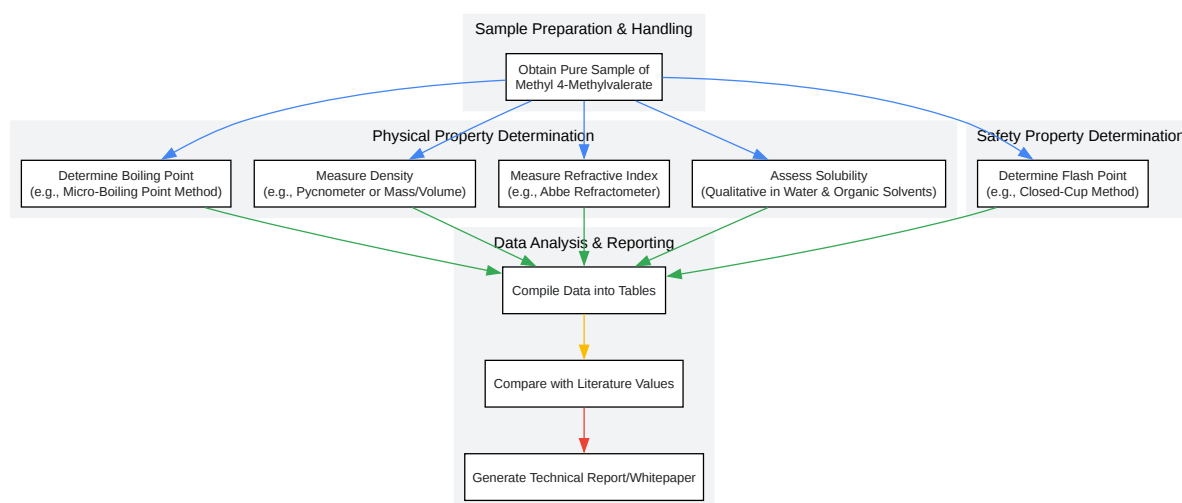 Sample Preparation & Handling
Obtain Pure Sample of
Methyl 4-Methylvalerate
Physical Property Determination
Safety Property Determination
Determine Boiling Point
(e.g., Micro-Boiling Point Method)
Measure Density
(e.g., Pycnometer or Mass/Volume)
Measure Refractive Index
(e.g., Abbe Refractometer)
Assess Solubility
(Qualitative in Water & Organic Solvents)
Determine Flash Point
(e.g., Closed-Cup Method)
Data Analysis & Reporting
Compile Data into Tables
Compare with Literature Values
Generate Technical Report/Whitepaper